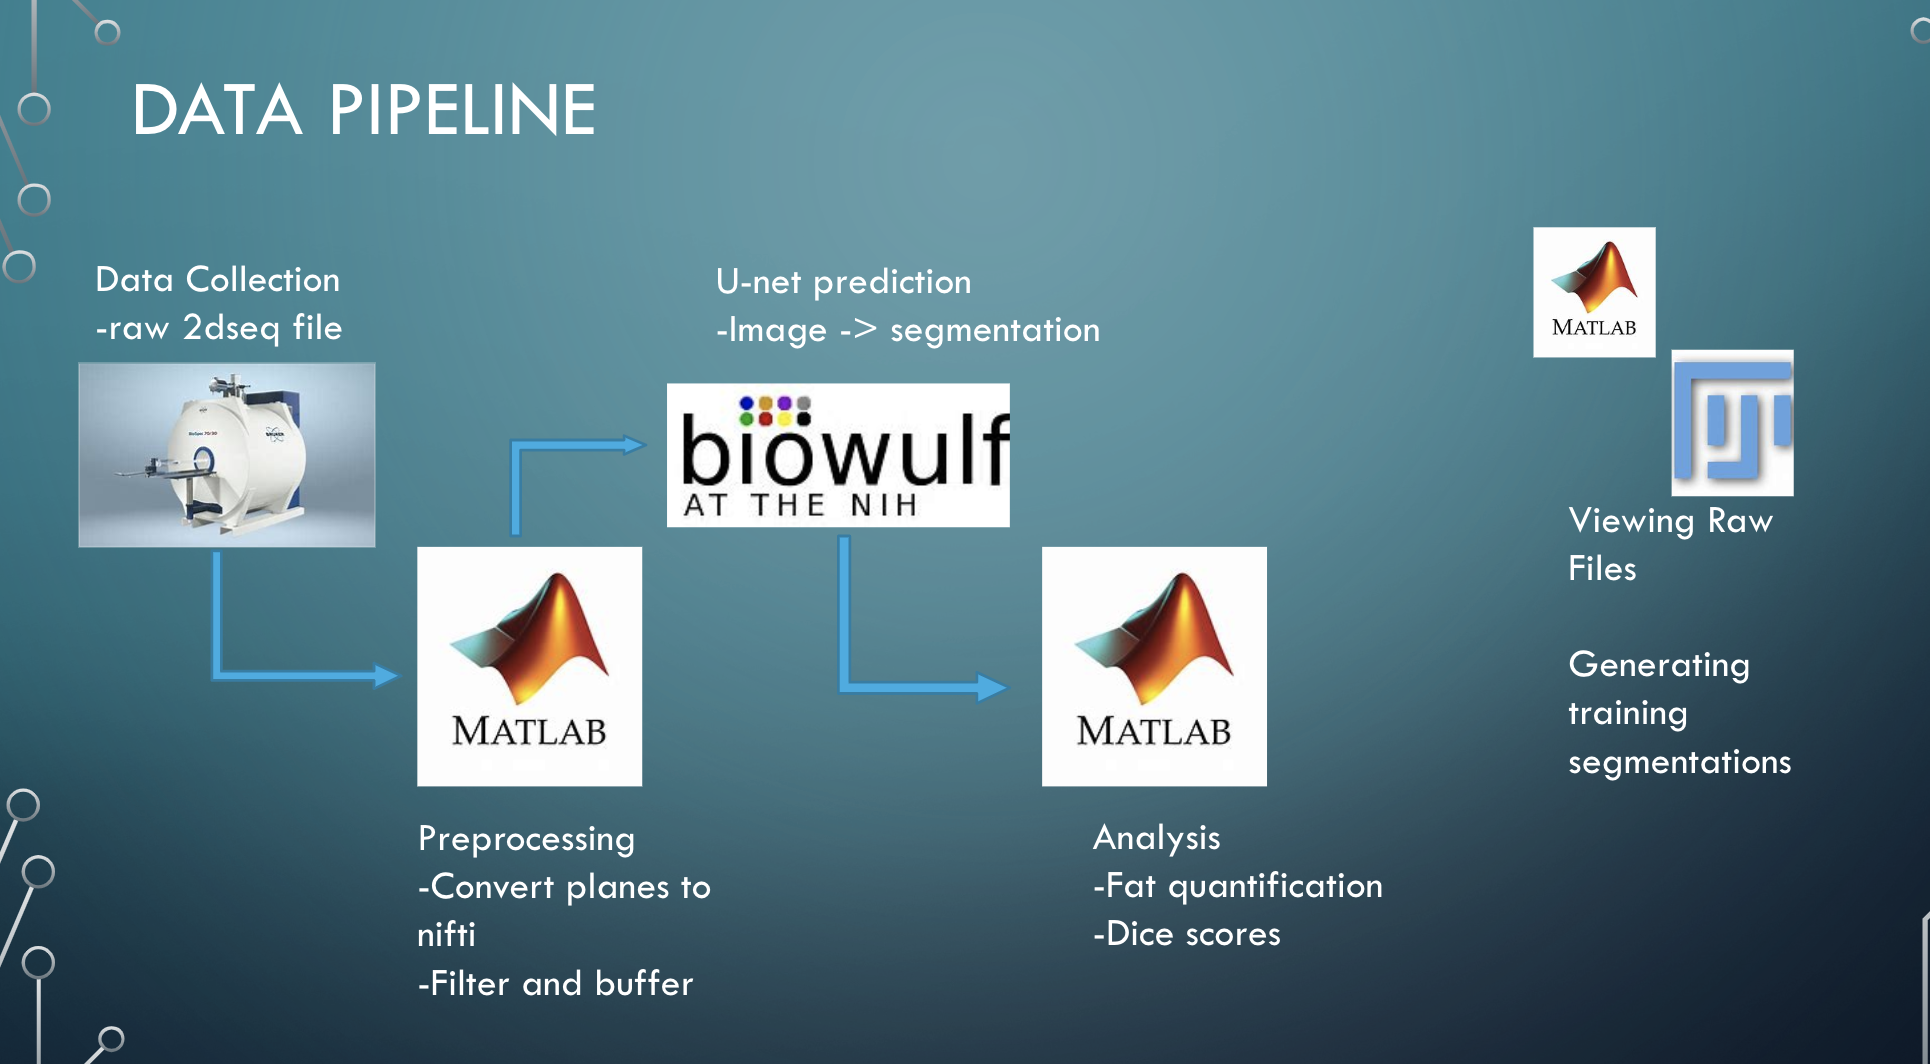 DATA PIPELINE
Data Collection
-raw 2dseq file
U-net prediction
-Image -> segmentation
biowulf
AT THE NIH
MATLAB
Preprocessing
-Convert planes to
nifti
-Filter and buffer
MATLAB
Analysis
-Fat quantification
-Dice scores
MATLAB
Viewing Raw
Files
Generating
training
segmentations